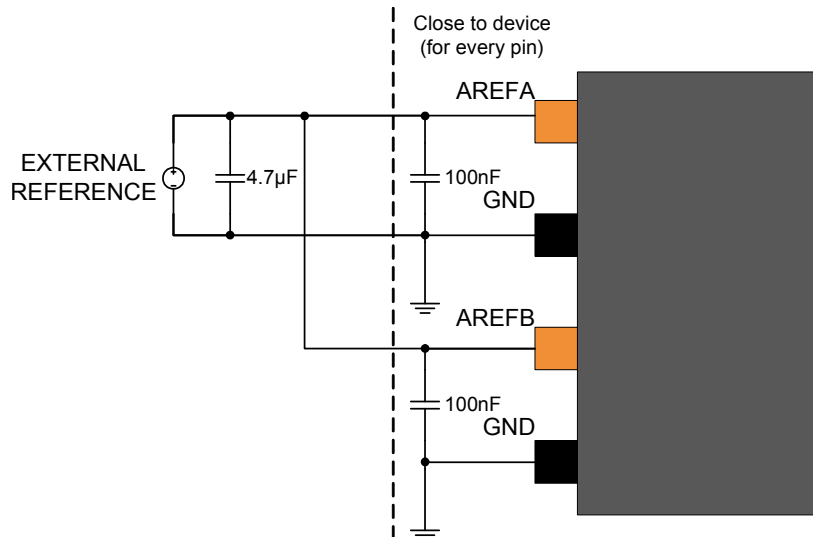 Close to device
(for every pin)
AREFA
EXTERNAL
REFERENCE
4.7µF
100nF
GND
AREFB
100nF
GND